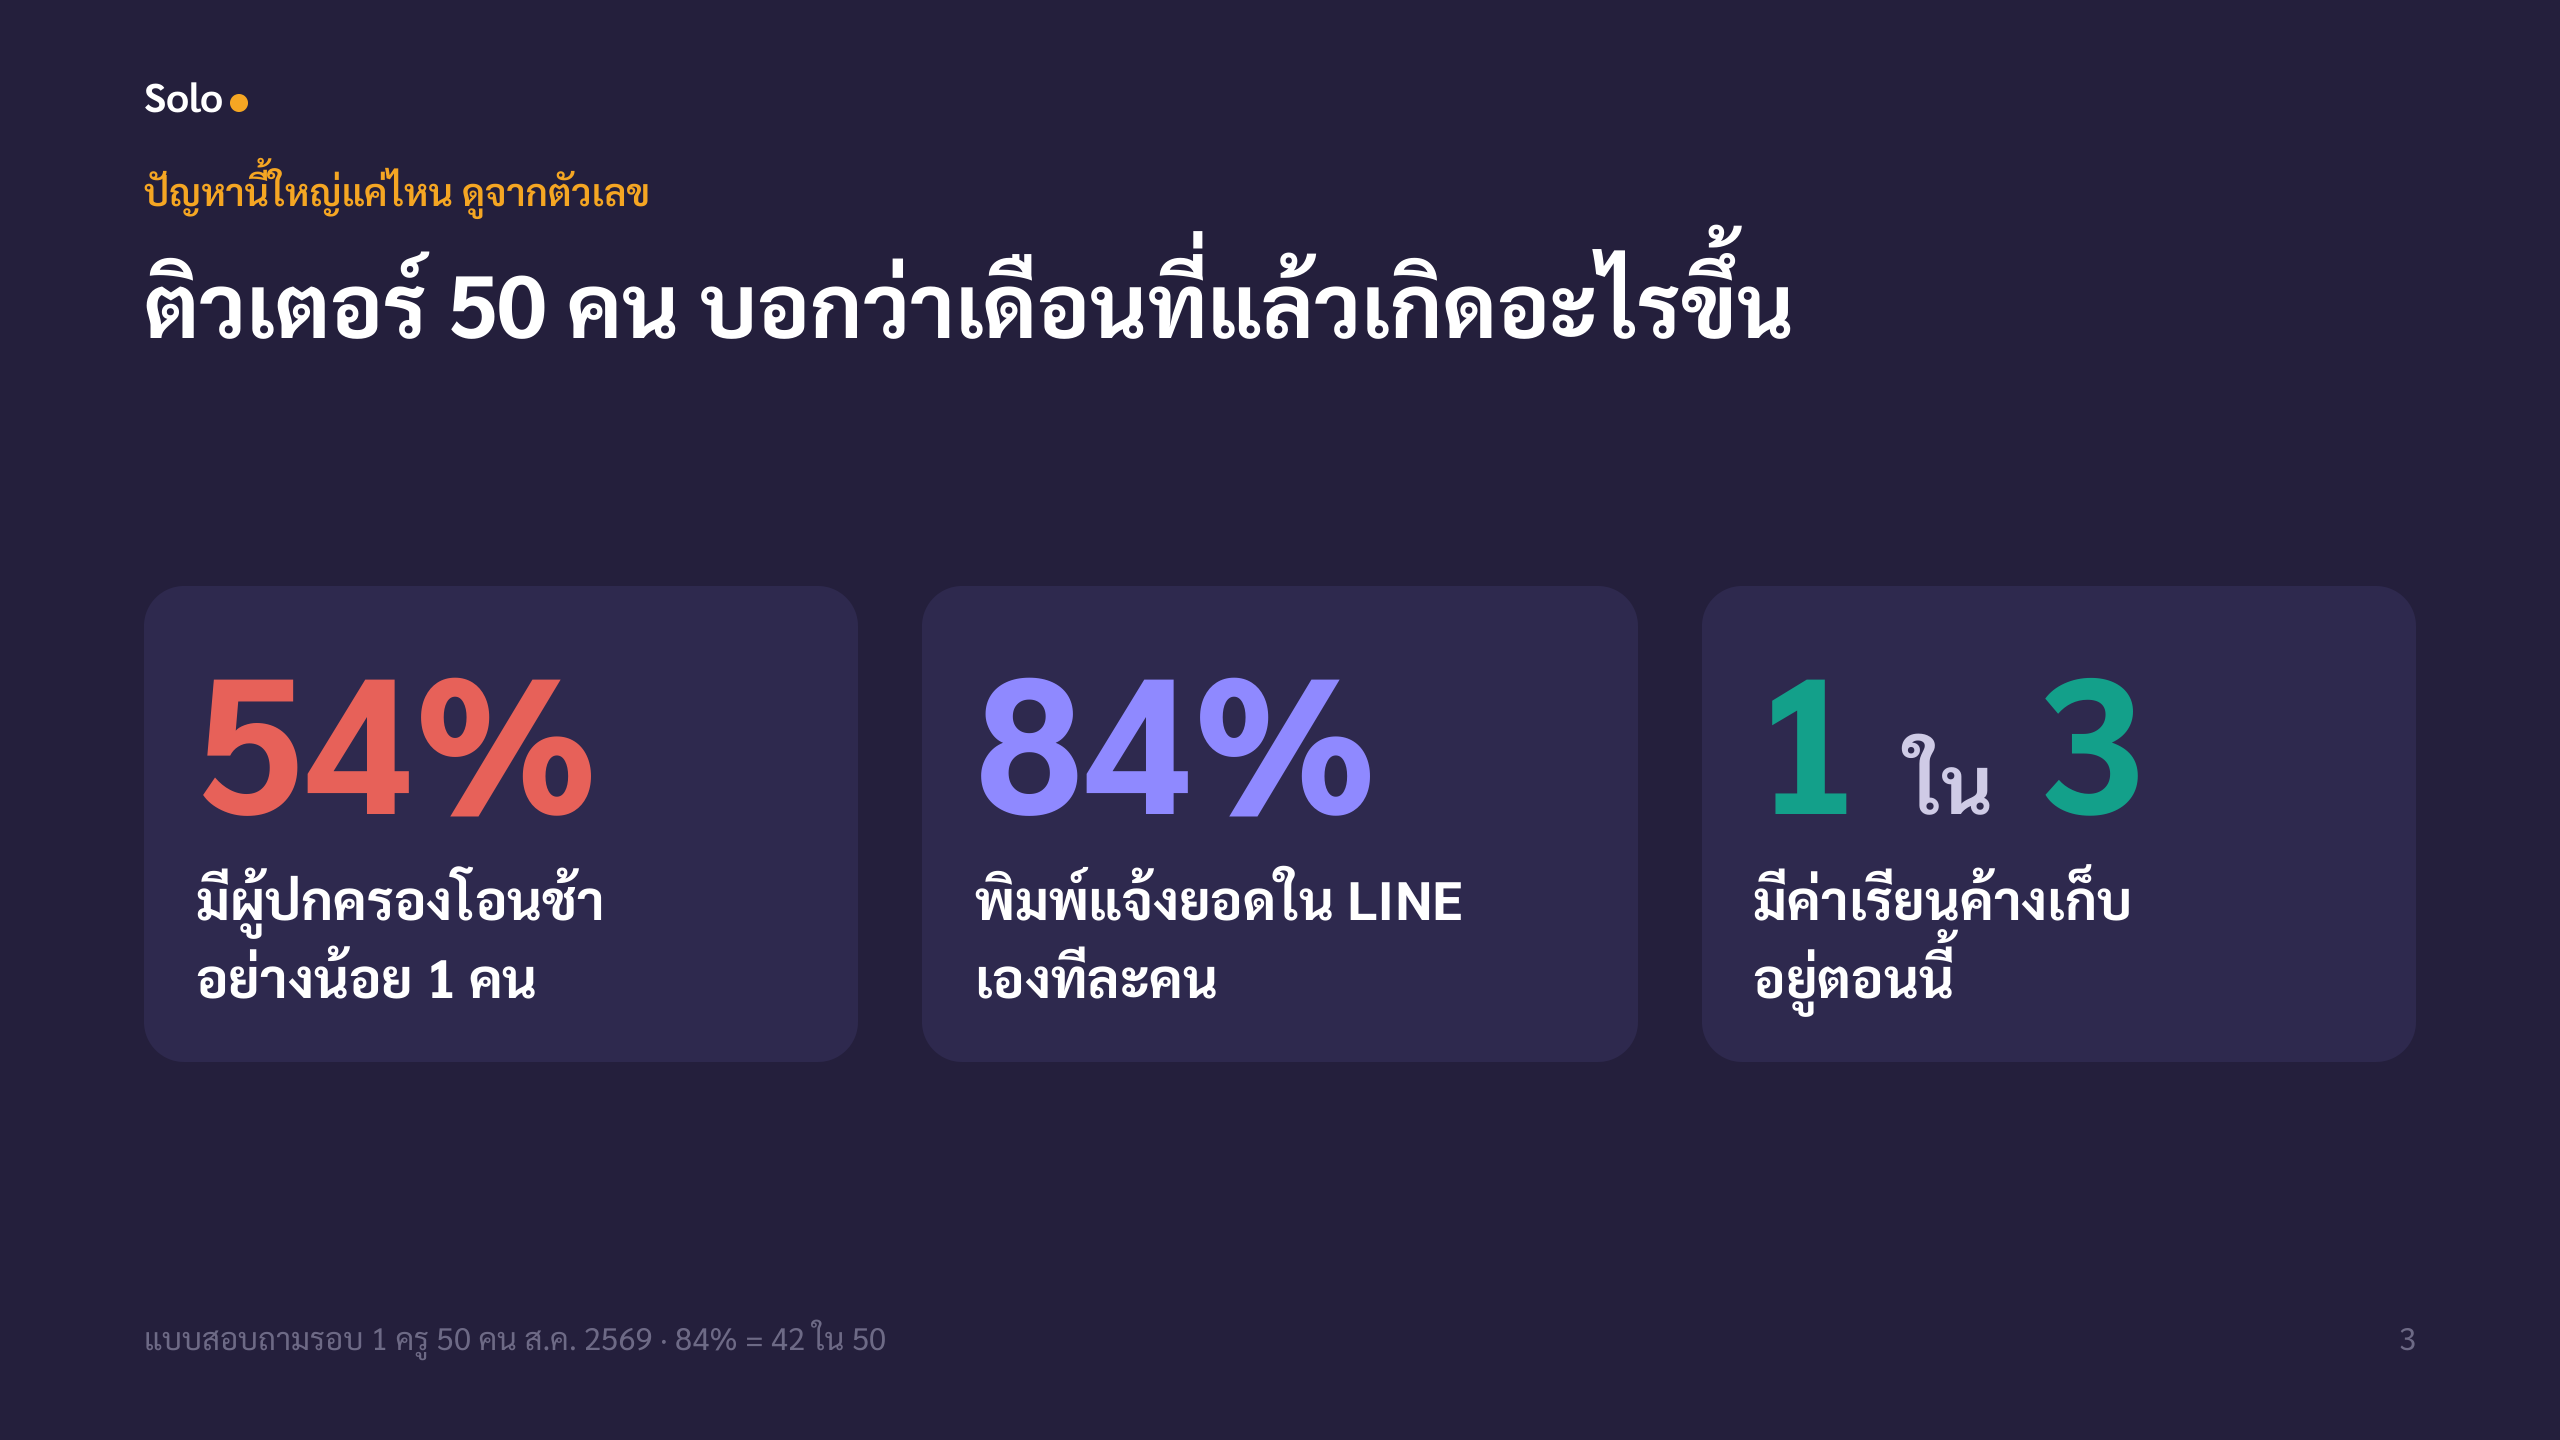 Solo
ปัญหานี้ใหญ่แค่ไหน ดูจากตัวเลข
ติวเตอร์ 50 คน บอกว่าเดือนที่แล้วเกิดอะไรขึ้น
54%
มีผู้ปกครองโอนช้า
อย่างน้อย 1 คน
84%
พิมพ์แจ้งยอดใน LINE
เองทีละคน
1 ใน 3
มีค่าเรียนค้างเก็บ
อยู่ตอนนี้
แบบสอบถามรอบ 1 ครู 50 คน ส.ค. 2569 · 84% = 42 ใน 50
3